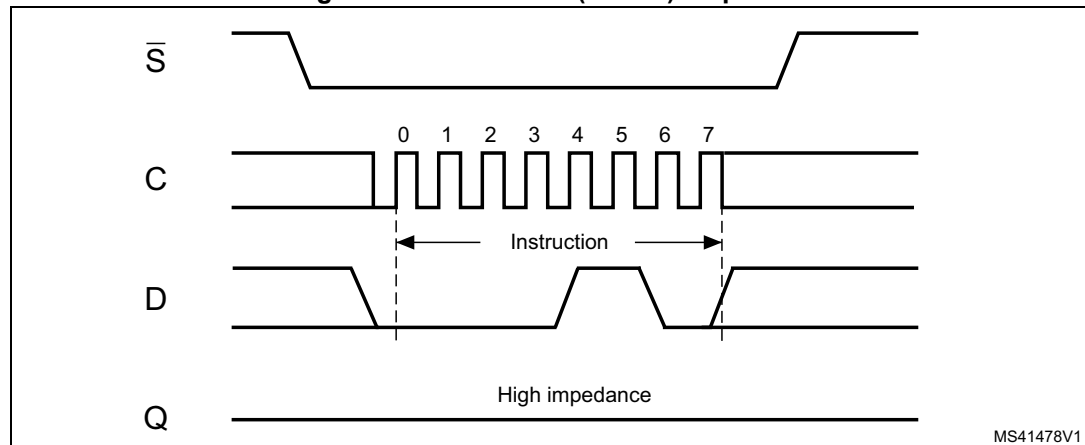 S̅
0 1 2 3 4 5 6 7
C
Instruction
D
High impedance
Q
MS41478V1